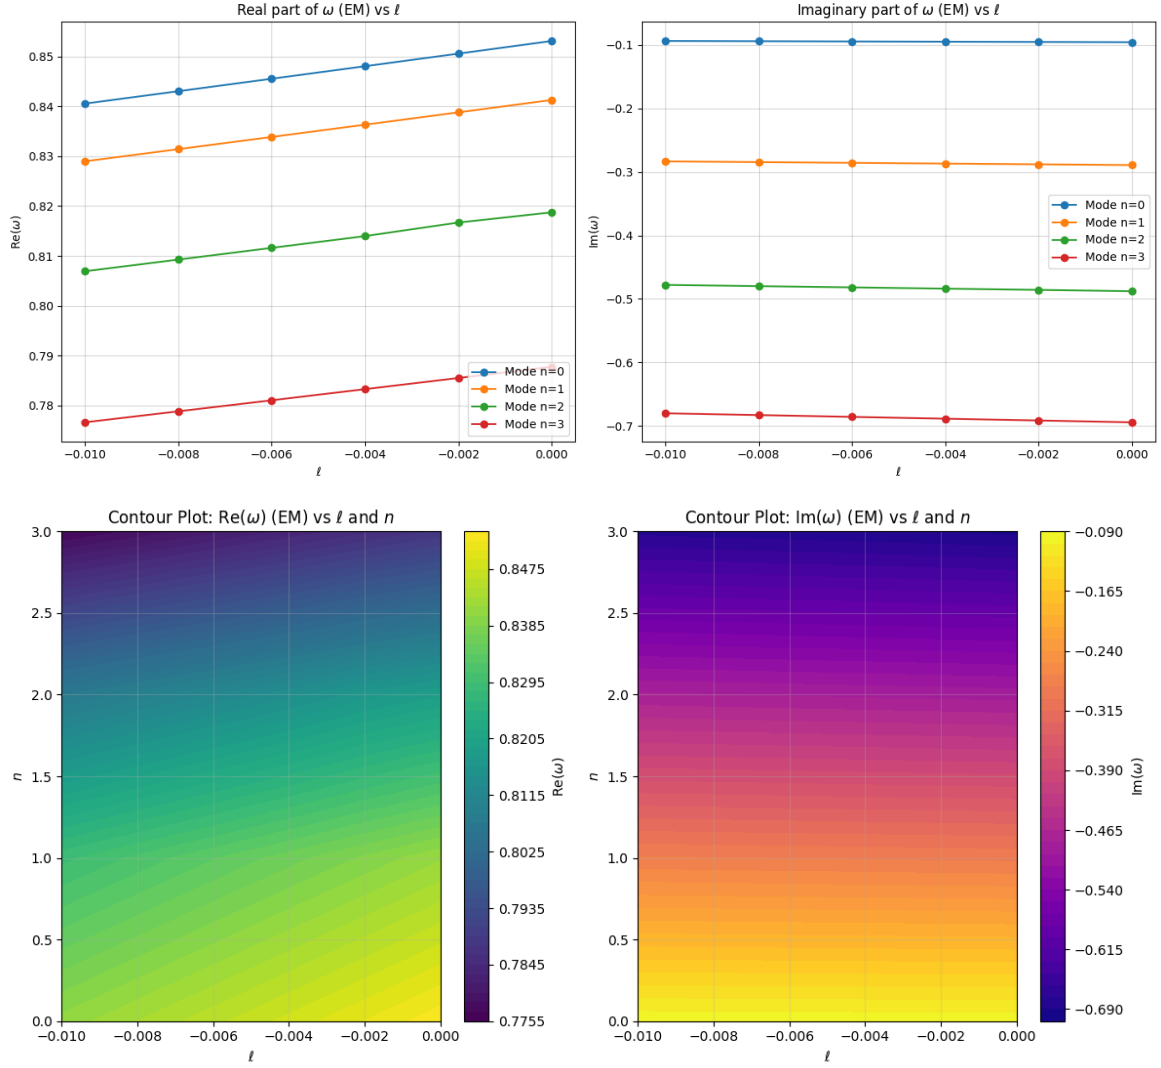 Real part of ω (EM) vs ℓ
Re(ω)
0.85
0.84
0.83
0.82
0.81
0.80
0.79
0.78
Mode n=0
Mode n=1
Mode n=2
Mode n=3
−0.010 −0.008 −0.006 −0.004 −0.002 0.000
ℓ
Imaginary part of ω (EM) vs ℓ
Im(ω)
−0.1
−0.2
−0.3
−0.4
−0.5
−0.6
−0.7
Mode n=0
Mode n=1
Mode n=2
Mode n=3
−0.010 −0.008 −0.006 −0.004 −0.002 0.000
ℓ
Contour Plot: Re(ω) (EM) vs ℓ and n
n
3.0
2.5
2.0
1.5
1.0
0.5
0.0
−0.010 −0.008 −0.006 −0.004 −0.002 0.000
ℓ
0.8475
0.8385
0.8295
0.8205
0.8115
0.8025
0.7935
0.7845
0.7755
Re(ω)
Contour Plot: Im(ω) (EM) vs ℓ and n
n
3.0
2.5
2.0
1.5
1.0
0.5
0.0
−0.010 −0.008 −0.006 −0.004 −0.002 0.000
ℓ
−0.090
−0.165
−0.240
−0.315
−0.390
−0.465
−0.540
−0.615
−0.690
Im(ω)